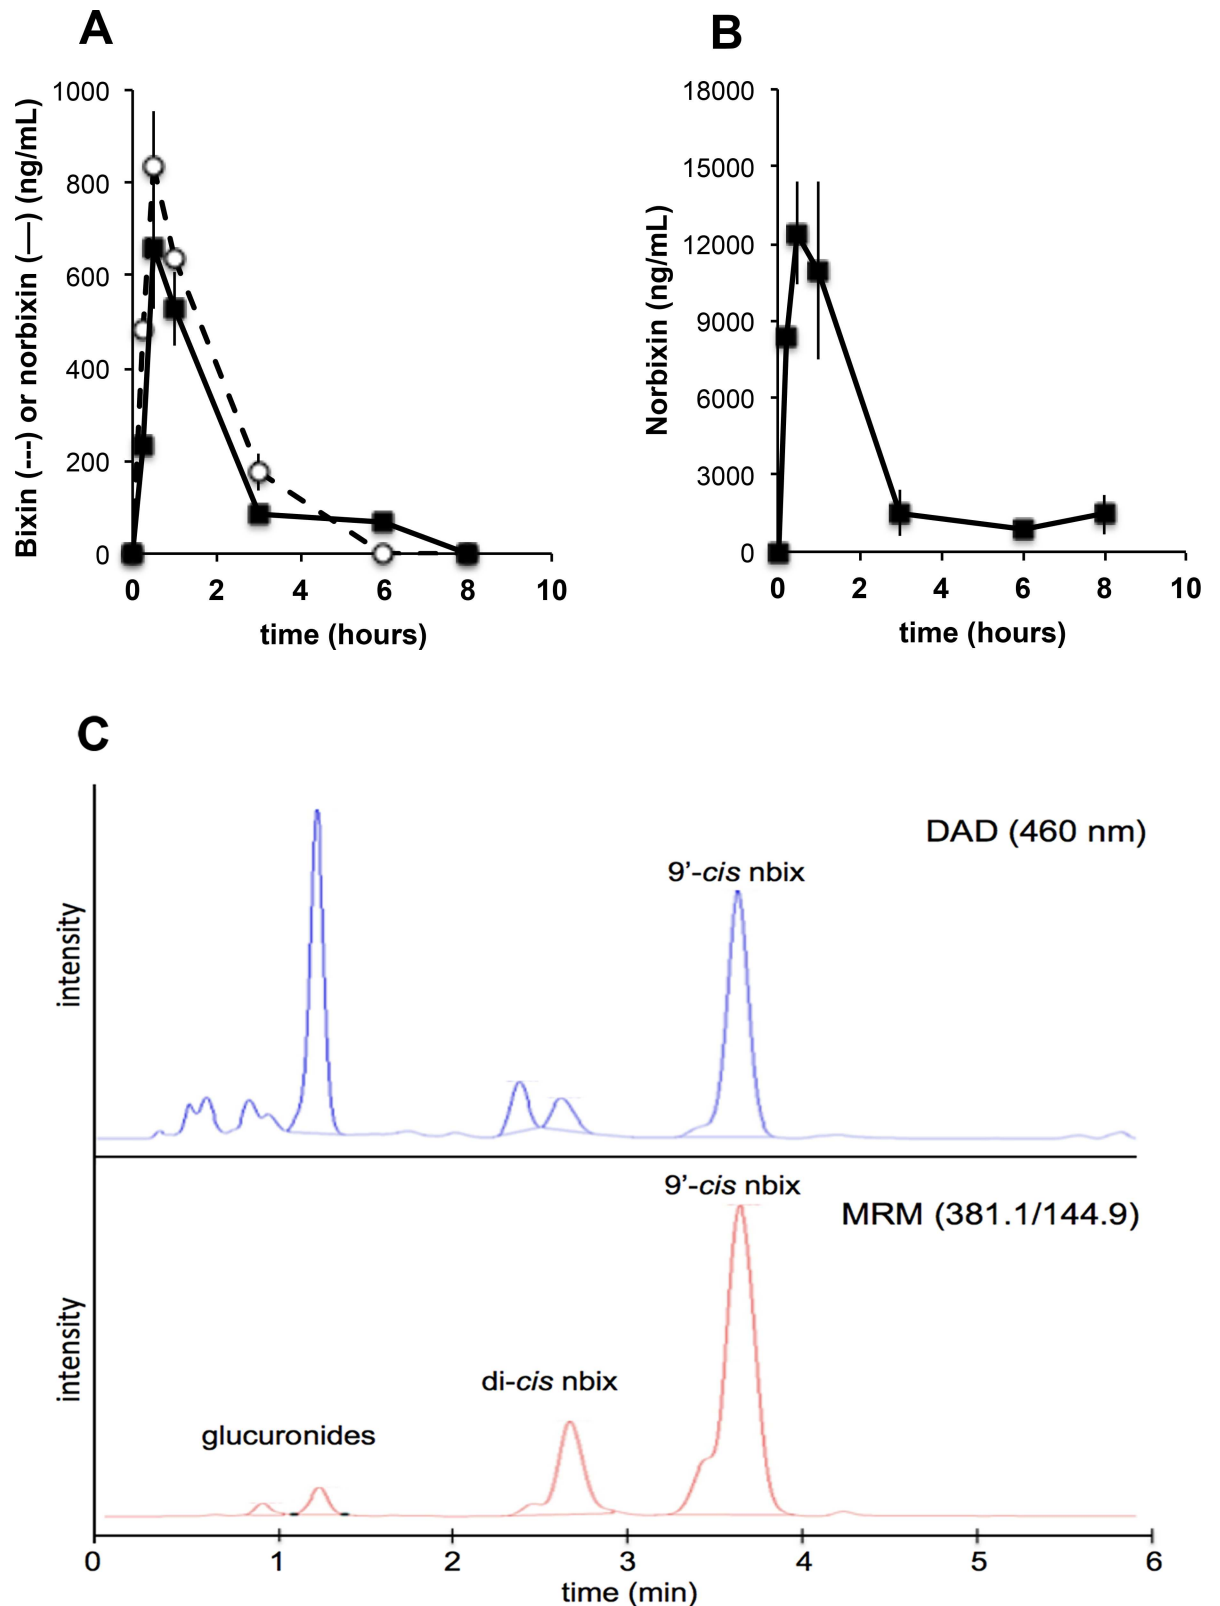 A
Bixin (---) or norbixin (—) (ng/mL)
1000
800
600
400
200
0
0 2 4 6 8 10
time (hours)
B
Norbixin (ng/mL)
18000
15000
12000
9000
6000
3000
0
0 2 4 6 8 10
time (hours)
C
intensity
DAD (460 nm)
9’-cis nbix
intensity
9’-cis nbix
MRM (381.1/144.9)
di-cis nbix
glucuronides
0 1 2 3 4 5 6
time (min)